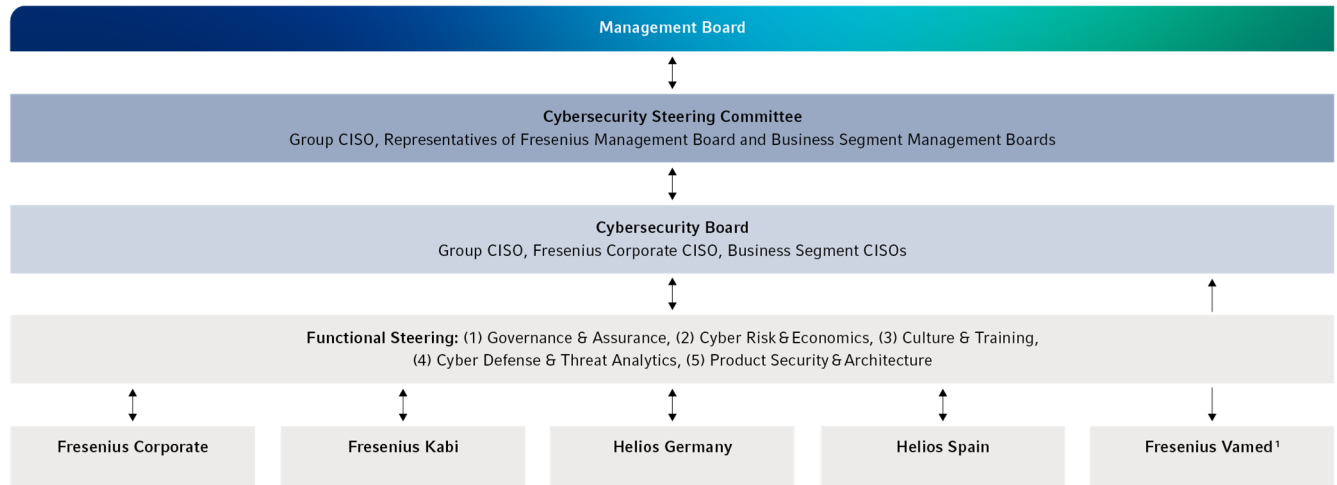 Management Board
Cybersecurity Steering Committee
Group CISO, Representatives of Fresenius Management Board and Business Segment Management Boards
Cybersecurity Board
Group CISO, Fresenius Corporate CISO, Business Segment CISOs
Functional Steering: (1) Governance & Assurance, (2) Cyber Risk & Economics, (3) Culture & Training,
(4) Cyber Defense & Threat Analytics, (5) Product Security & Architecture
Fresenius Corporate
Fresenius Kabi
Helios Germany
Helios Spain
Fresenius Vamed¹